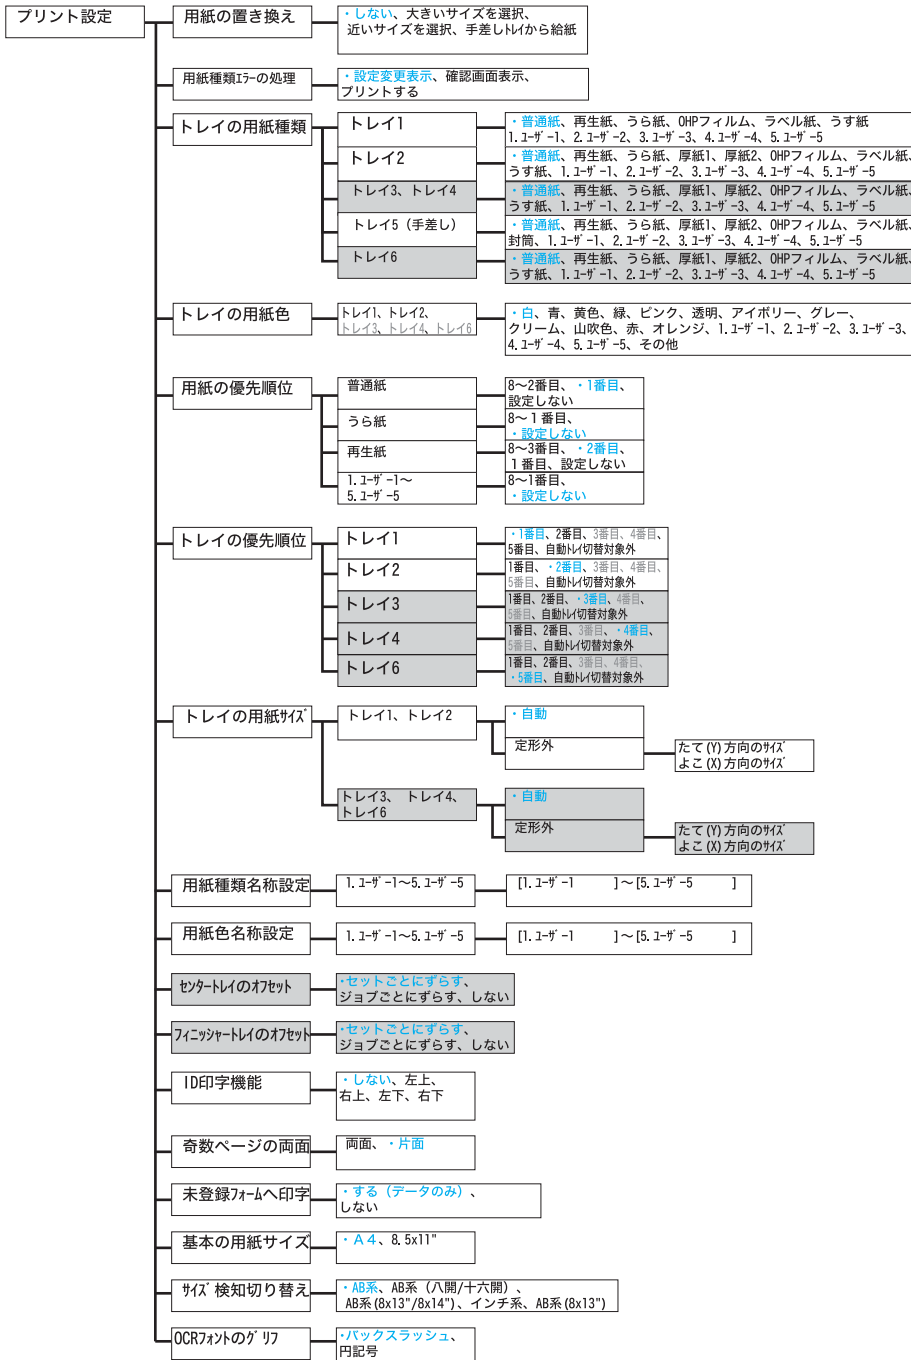 プリント設定
用紙の置き換え
・しない、大きいサイズを選択、
近いサイズを選択、手差しﾄﾚｲから給紙
用紙種類ｴﾗｰの処理
・設定変更表示、確認画面表示、
プリントする
トレイの用紙種類
トレイ1
・普通紙、再生紙、うら紙、OHPフィルム、ラベル紙、うす紙
1.ﾕｰｻﾞｰ1、2.ﾕｰｻﾞｰ2、3.ﾕｰｻﾞｰ3、4.ﾕｰｻﾞｰ4、5.ﾕｰｻﾞｰ5
トレイ2
・普通紙、再生紙、うら紙、厚紙1、厚紙2、OHPフィルム、ラベル紙、
うす紙、1.ﾕｰｻﾞｰ1、2.ﾕｰｻﾞｰ2、3.ﾕｰｻﾞｰ3、4.ﾕｰｻﾞｰ4、5.ﾕｰｻﾞｰ5
トレイ3、トレイ4
・普通紙、再生紙、うら紙、厚紙1、厚紙2、OHPフィルム、ラベル紙、
うす紙、1.ﾕｰｻﾞｰ1、2.ﾕｰｻﾞｰ2、3.ﾕｰｻﾞｰ3、4.ﾕｰｻﾞｰ4、5.ﾕｰｻﾞｰ5
トレイ5（手差し）
・普通紙、再生紙、うら紙、厚紙1、厚紙2、OHPフィルム、ラベル紙、
封筒、1.ﾕｰｻﾞｰ1、2.ﾕｰｻﾞｰ2、3.ﾕｰｻﾞｰ3、4.ﾕｰｻﾞｰ4、5.ﾕｰｻﾞｰ5
トレイ6
・普通紙、再生紙、うら紙、厚紙1、厚紙2、OHPフィルム、ラベル紙、
うす紙、1.ﾕｰｻﾞｰ1、2.ﾕｰｻﾞｰ2、3.ﾕｰｻﾞｰ3、4.ﾕｰｻﾞｰ4、5.ﾕｰｻﾞｰ5
トレイの用紙色
トレイ1、トレイ2、
トレイ3、トレイ4、トレイ6
・白、青、黄色、緑、ピンク、透明、アイボリー、グレー、
クリーム、山吹色、赤、オレンジ、1.ﾕｰｻﾞｰ1、2.ﾕｰｻﾞｰ2、3.ﾕｰｻﾞｰ3、
4.ﾕｰｻﾞｰ4、5.ﾕｰｻﾞｰ5、その他
用紙の優先順位
普通紙
8～2番目、・1番目、
設定しない
うら紙
8～1番目、
・設定しない
再生紙
8～3番目、・2番目、
1番目、設定しない
1.ﾕｰｻﾞｰ1～
5.ﾕｰｻﾞｰ5
8～1番目、
・設定しない
トレイの優先順位
トレイ1
・1番目、2番目、3番目、4番目、
5番目、自動ﾄﾚｲ切替対象外
トレイ2
1番目、・2番目、3番目、4番目、
5番目、自動ﾄﾚｲ切替対象外
トレイ3
1番目、2番目、・3番目、4番目、
5番目、自動ﾄﾚｲ切替対象外
トレイ4
1番目、2番目、3番目、・4番目、
5番目、自動ﾄﾚｲ切替対象外
トレイ6
1番目、2番目、3番目、4番目、
・5番目、自動ﾄﾚｲ切替対象外
トレイの用紙ｻｲｽﾞ
トレイ1、トレイ2
・自動
定形外
たて(Y)方向のｻｲｽﾞ
よこ(X)方向のｻｲｽﾞ
トレイ3、トレイ4、
トレイ6
・自動
定形外
たて(Y)方向のｻｲｽﾞ
よこ(X)方向のｻｲｽﾞ
用紙種類名称設定
1.ﾕｰｻﾞｰ1～5.ﾕｰｻﾞｰ5
[1.ﾕｰｻﾞｰ1 ]～[5.ﾕｰｻﾞｰ5 ]
用紙色名称設定
1.ﾕｰｻﾞｰ1～5.ﾕｰｻﾞｰ5
[1.ﾕｰｻﾞｰ1 ]～[5.ﾕｰｻﾞｰ5 ]
センタートレイのオフセット
・セットごとにずらす、
ジョブごとにずらす、しない
フィニッシャートレイのオフセット
・セットごとにずらす、
ジョブごとにずらす、しない
ID印字機能
・しない、左上、
右上、左下、右下
奇数ページの両面
両面、・片面
未登録ﾌｫｰﾑへ印字
・する（データのみ）、
しない
基本の用紙サイズ
・A4、8.5x11"
ｻｲｽﾞ検知切り替え
・AB系、AB系（八開/十六開）、
AB系(8x13"/8x14")、インチ系、AB系(8x13")
OCRﾌｫﾝﾄのｸﾞﾘﾌ
・バックスラッシュ、
円記号